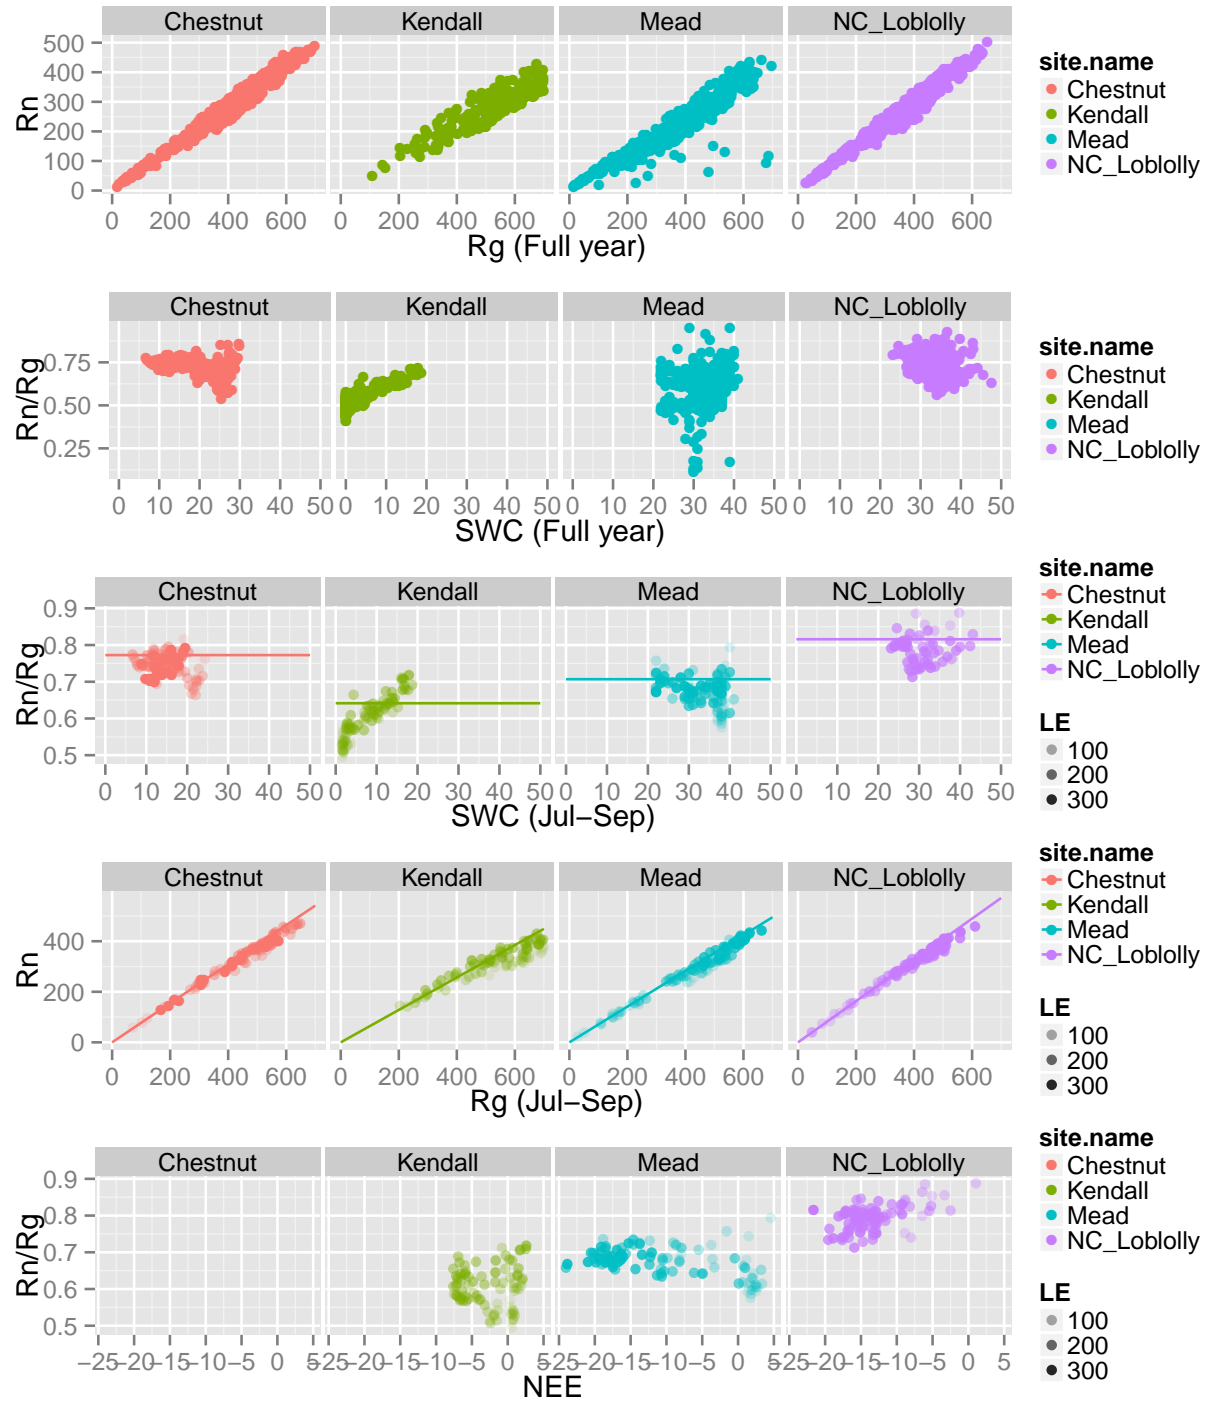 Chestnut Kendall Mead NC_Loblolly
500
400
300
200
100
0
Rn
0 200 400 600 0 200 400 600 0 200 400 600 0 200 400 600
Rg (Full year)
site.name
Chestnut
Kendall
Mead
NC_Loblolly
Chestnut Kendall Mead NC_Loblolly
0.75
0.50
0.25
Rn/Rg
0 10 20 30 40 50 0 10 20 30 40 50 0 10 20 30 40 50 0 10 20 30 40 50
SWC (Full year)
site.name
Chestnut
Kendall
Mead
NC_Loblolly
Chestnut Kendall Mead NC_Loblolly
0.9
0.8
0.7
0.6
0.5
Rn/Rg
0 10 20 30 40 50 0 10 20 30 40 50 0 10 20 30 40 50 0 10 20 30 40 50
SWC (Jul−Sep)
site.name
Chestnut
Kendall
Mead
NC_Loblolly
LE
100
200
300
Chestnut Kendall Mead NC_Loblolly
400
200
0
Rn
0 200 400 600 0 200 400 600 0 200 400 600 0 200 400 600
Rg (Jul−Sep)
site.name
Chestnut
Kendall
Mead
NC_Loblolly
LE
100
200
300
Chestnut Kendall Mead NC_Loblolly
0.9
0.8
0.7
0.6
0.5
Rn/Rg
−25 −20 −15 −10 −5 0 5 −25 −20 −15 −10 −5 0 5 −25 −20 −15 −10 −5 0 5 −25 −20 −15 −10 −5 0 5
NEE
site.name
Chestnut
Kendall
Mead
NC_Loblolly
LE
100
200
300